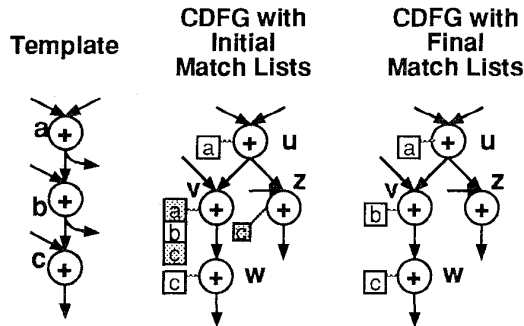 Template
a
+
b
+
c
+
CDFG with
Initial
Match Lists
a
+
u
v
z
a
b
c
+
c
+
c
+
w
CDFG with
Final
Match Lists
a
+
u
v
z
b
+
+
c
+
w